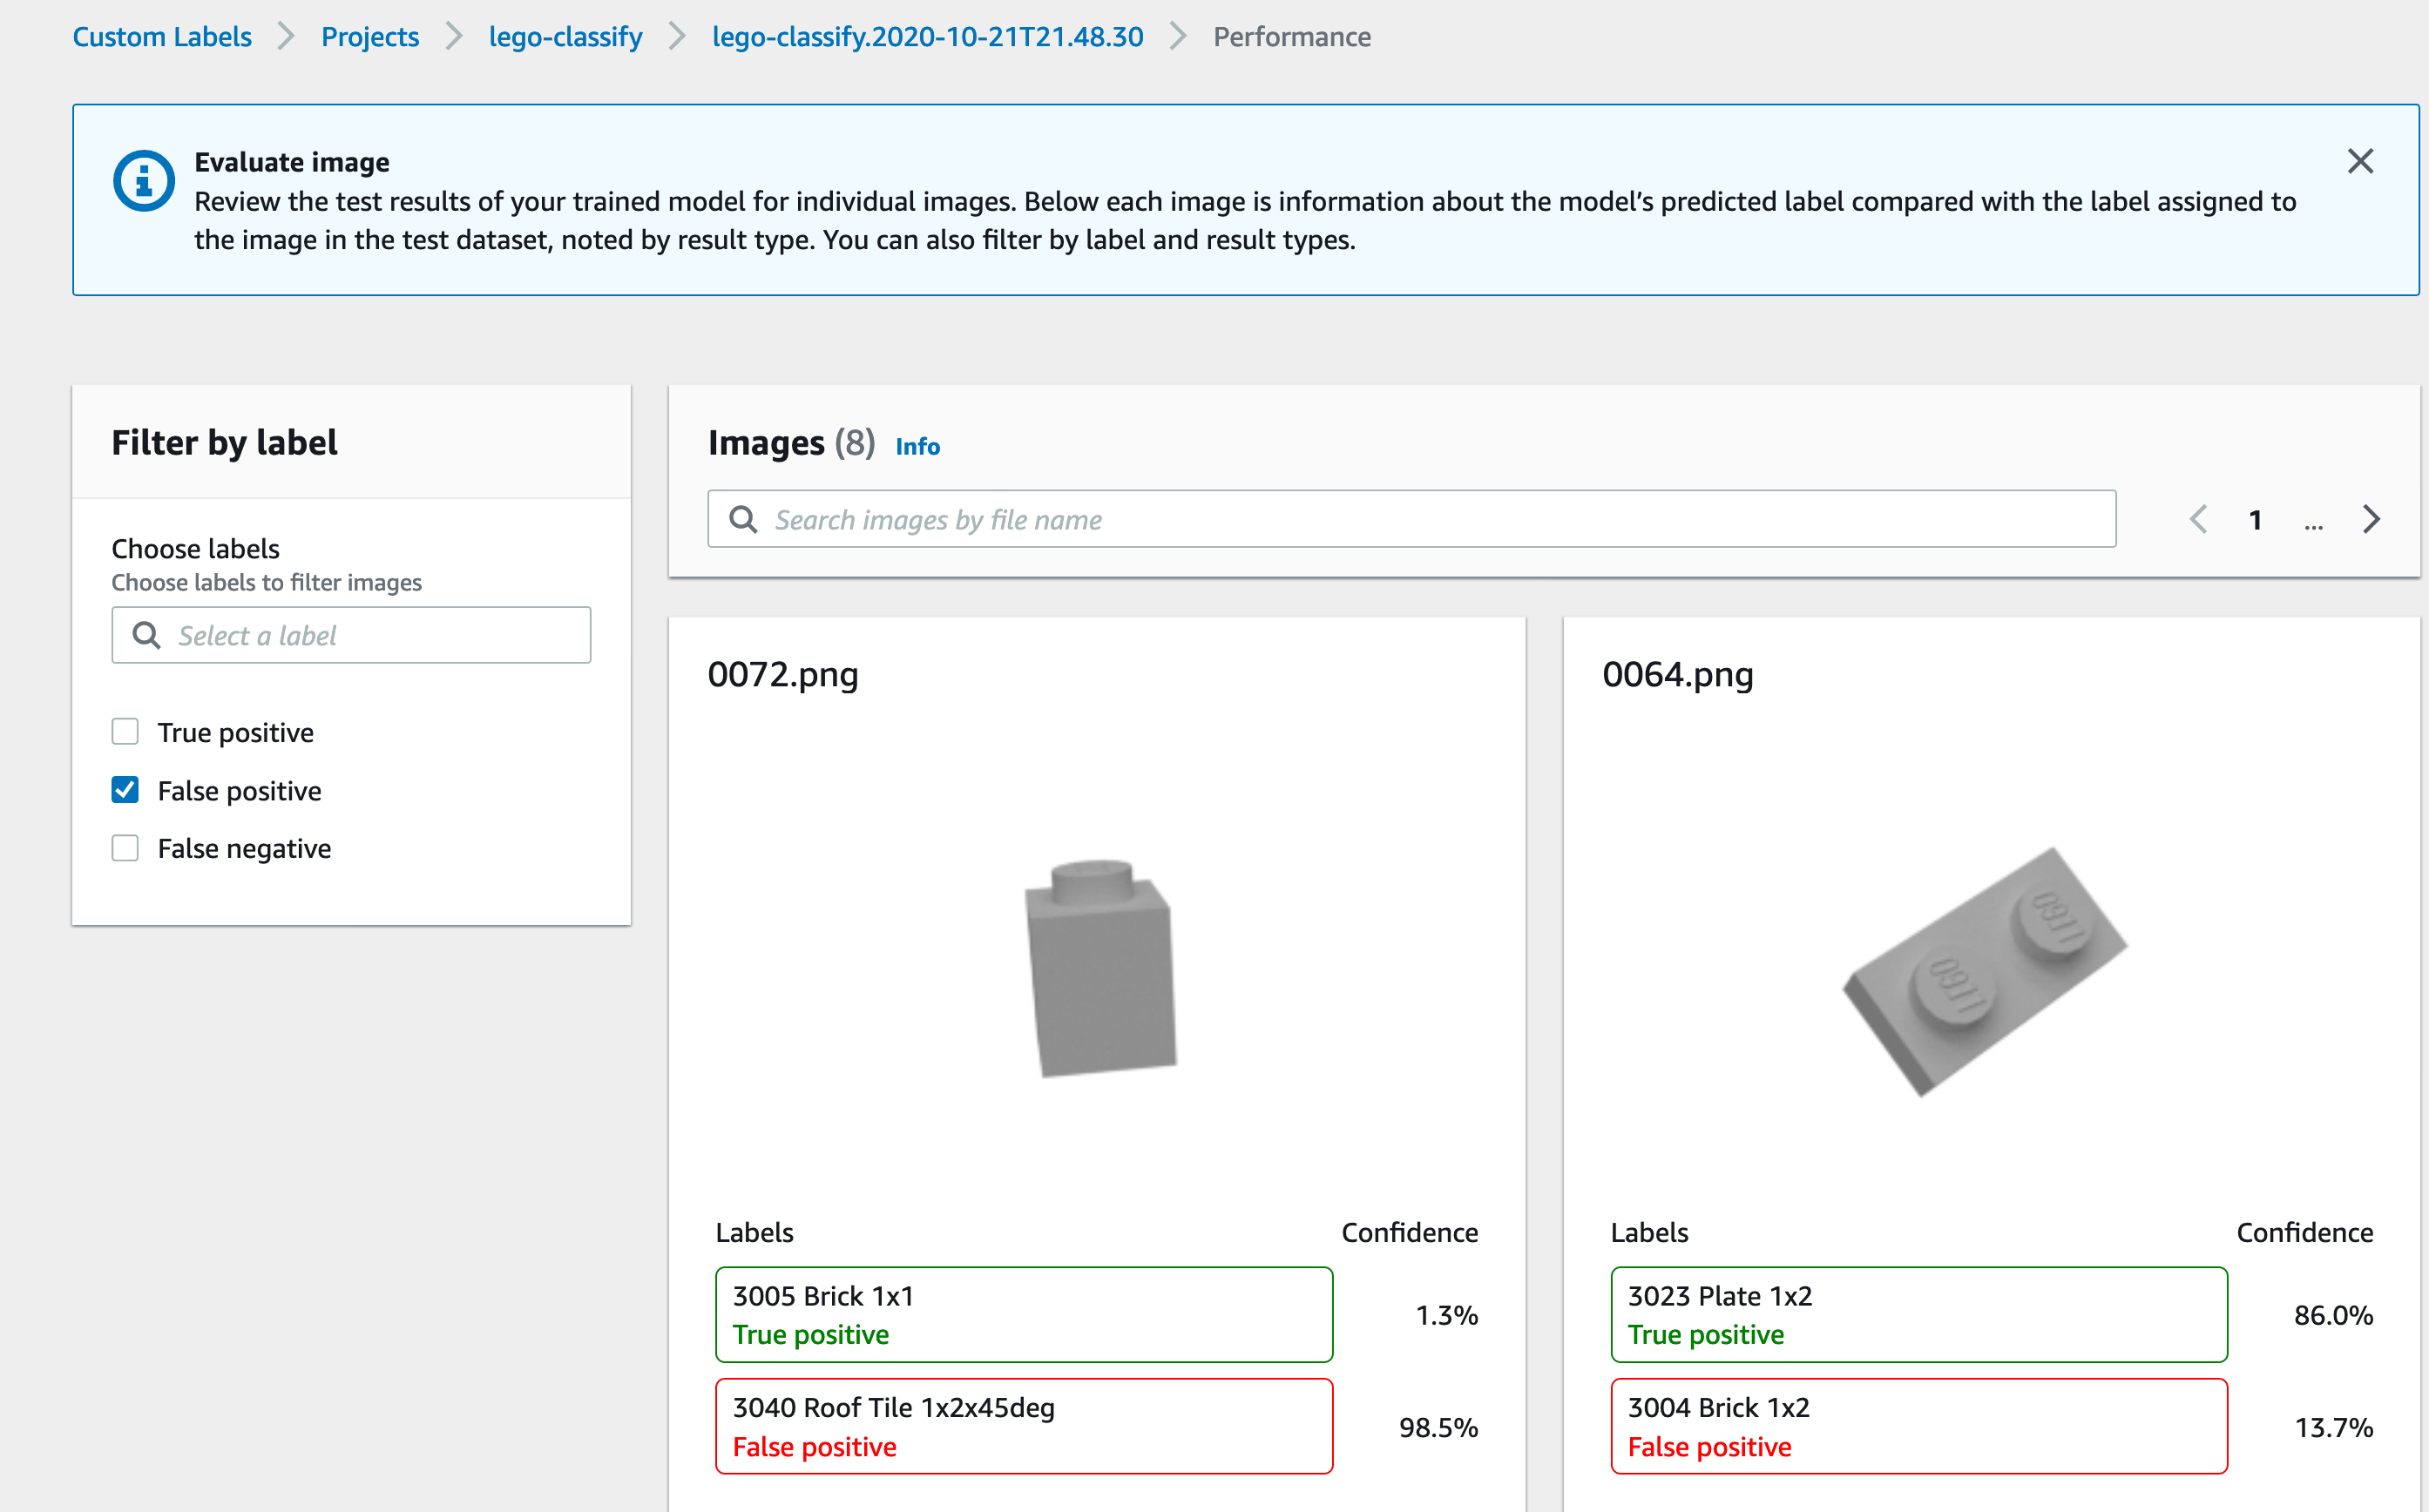 Custom Labels > Projects > lego-classify > lego-classify.2020-10-21T21.48.30 > Performance
Evaluate image
Review the test results of your trained model for individual images. Below each image is information about the model’s predicted label compared with the label assigned to
the image in the test dataset, noted by result type. You can also filter by label and result types.
Filter by label
Choose labels
Choose labels to filter images
Select a label
True positive
False positive
False negative
Images (8) Info
Search images by file name
1 ...
0072.png
Labels Confidence
3005 Brick 1x1
True positive
1.3%
3040 Roof Tile 1x2x45deg
False positive
98.5%
0064.png
LEGO
LEGO
Labels Confidence
3023 Plate 1x2
True positive
86.0%
3004 Brick 1x2
False positive
13.7%